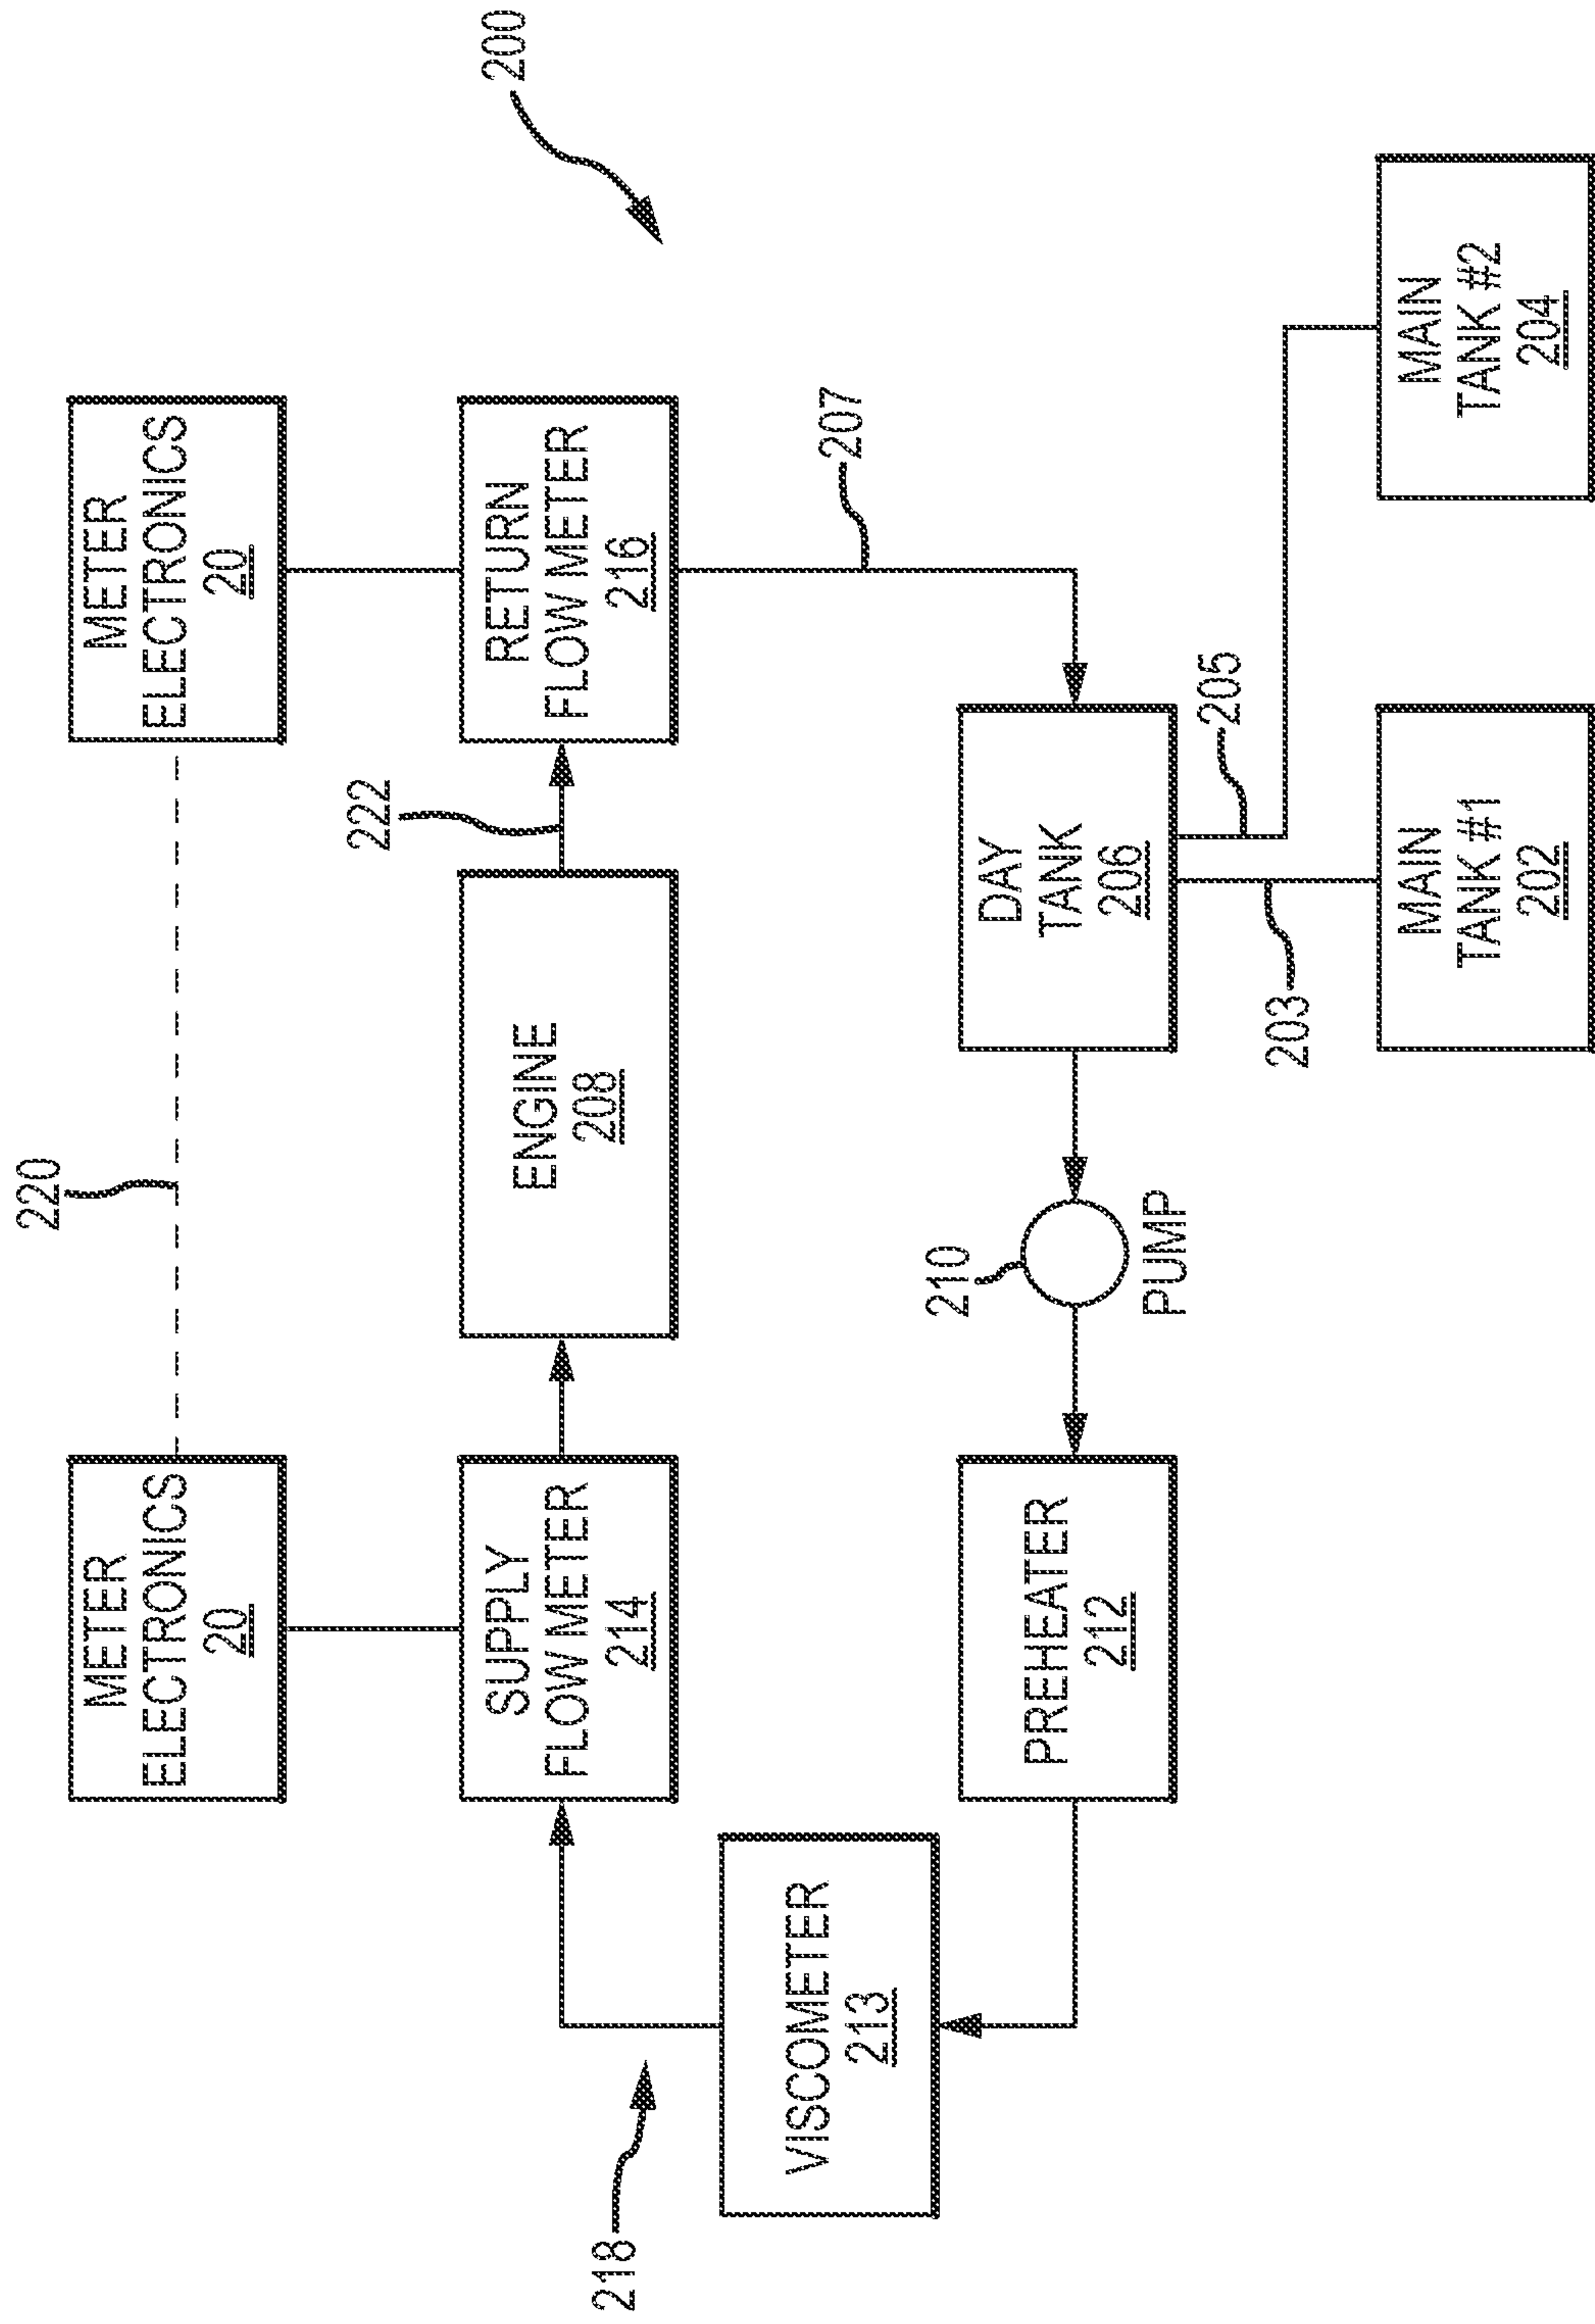 220
METER
ELECTRONICS
20
METER
ELECTRONICS
20
200
222
SUPPLY
FLOW METER
214
ENGINE
208
RETURN
FLOW METER
216
218
207
VISCOMETER
213
210
PREHEATER
212
PUMP
DAY
TANK
206
205
203
MAIN
TANK #1
202
MAIN
TANK #2
204